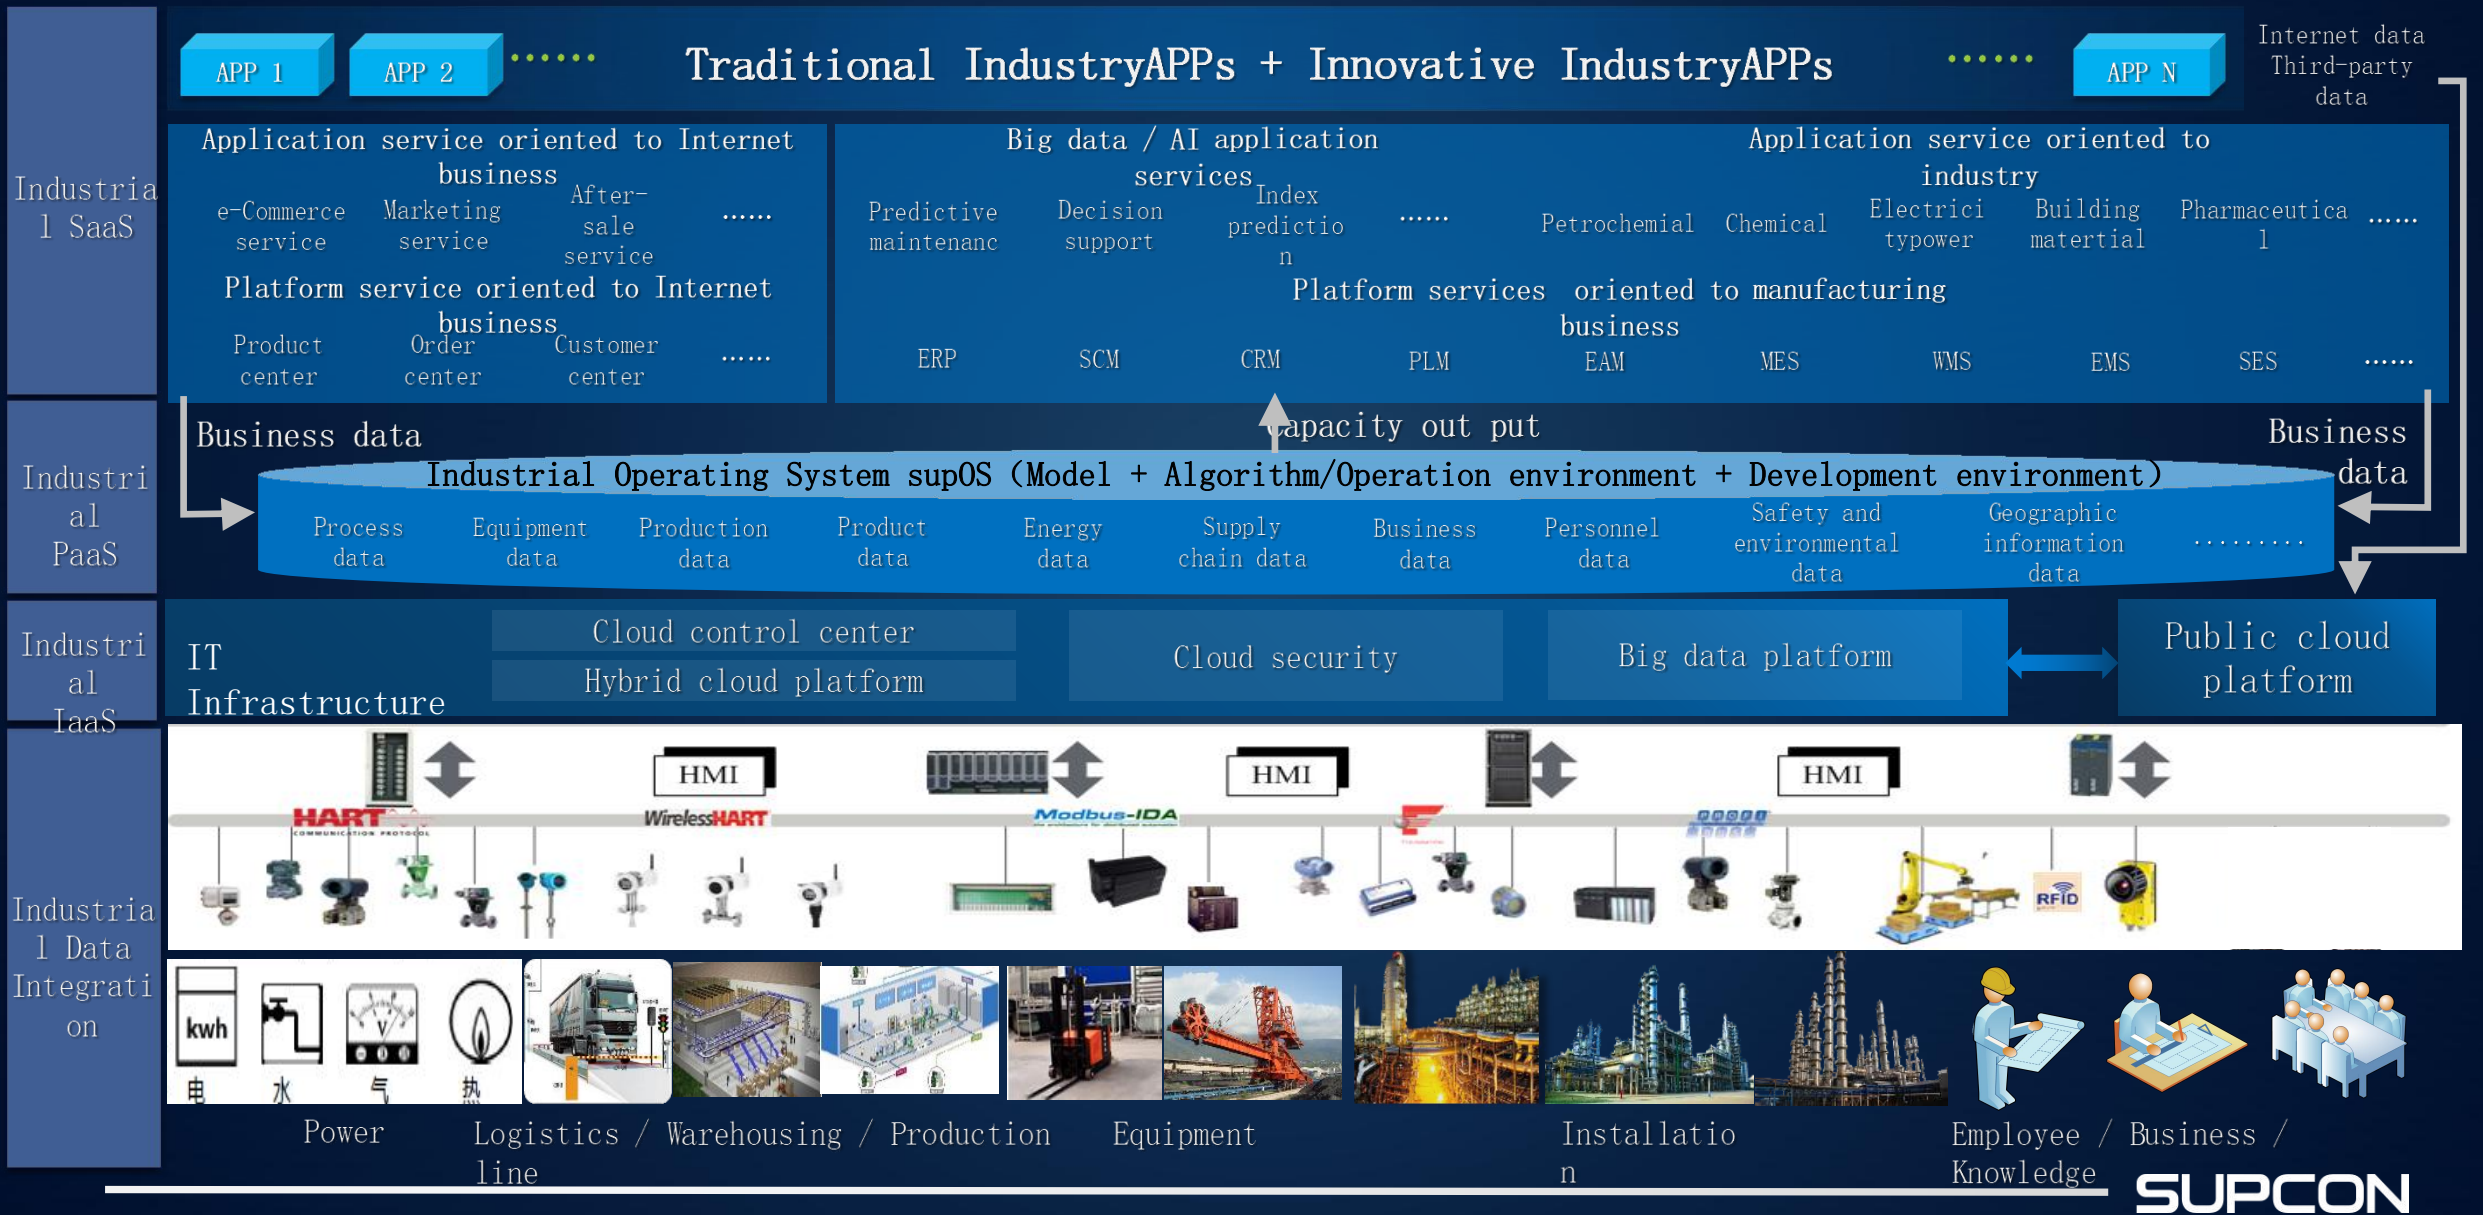 APP 1
APP 2
······
Traditional IndustryAPPs + Innovative IndustryAPPs
······
APP N
Internet data
Third-party
data
Industria
l SaaS
Application service oriented to Internet
business
e-Commerce
service
Marketing
service
After-
sale
service
······
Platform service oriented to Internet
business
Product
center
Order
center
Customer
center
······
Big data / AI application
services
Predictive
maintenanc
Decision
support
Index
predictio
n
······
Application service oriented to
industry
Petrochemial
Chemical
Electrici
typower
Building
matertial
Pharmaceutica
l
······
Platform services  oriented to manufacturing
business
ERP
SCM
CRM
PLM
EAM
MES
WMS
EMS
SES
······
Industri
al
PaaS
Business data
Capacity out put
Business
data
Industrial Operating System supOS（Model + Algorithm/Operation environment + Development environment）
Process
data
Equipment
data
Production
data
Product
data
Energy
data
Supply
chain data
Business
data
Personnel
data
Safety and
environmental
data
Geographic
information
data
.........
Industri
al
IaaS
IT
Infrastructure
Cloud control center
Hybrid cloud platform
Cloud security
Big data platform
Public cloud
platform
Industria
l Data
Integrati
on
HMI
HMI
HMI
HART
COMMUNICATION PROTOCOL
WirelessHART
Modbus-IDA
PROFI
BUS
RFID
kwh
V
电
水
气
热
Power
Logistics / Warehousing / Production
line
Equipment
Installatio
n
Employee / Business /
Knowledge
SUPCON